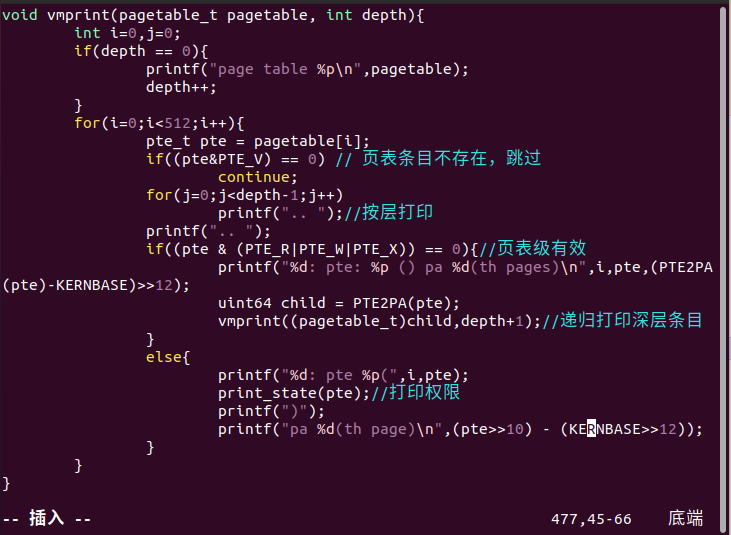 void vmprint(pagetable_t pagetable, int depth){
        int i=0,j=0;
        if(depth == 0){
                printf("page table %p\n",pagetable);
                depth++;
        }
        for(i=0;i<512;i++){
                pte_t pte = pagetable[i];
                if((pte&PTE_V) == 0) // 页表条目不存在，跳过
                        continue;
                for(j=0;j<depth-1;j++)
                        printf(".. ");//按层打印
                printf(".. ");
                if((pte & (PTE_R|PTE_W|PTE_X)) == 0){//页表级有效
                        printf("%d: pte: %p () pa %d(th pages)\n",i,pte,(PTE2PA
(pte)-KERNBASE)>>12);
                        uint64 child = PTE2PA(pte);
                        vmprint((pagetable_t)child,depth+1);//递归打印深层条目
                }
                else{
                        printf("%d: pte %p(",i,pte);
                        print_state(pte);//打印权限
                        printf(")");
                        printf("pa %d(th page)\n",(pte>>10) - (KERNBASE>>12));
                }
        }
}
-- 插入 -- 477,45-66 底端